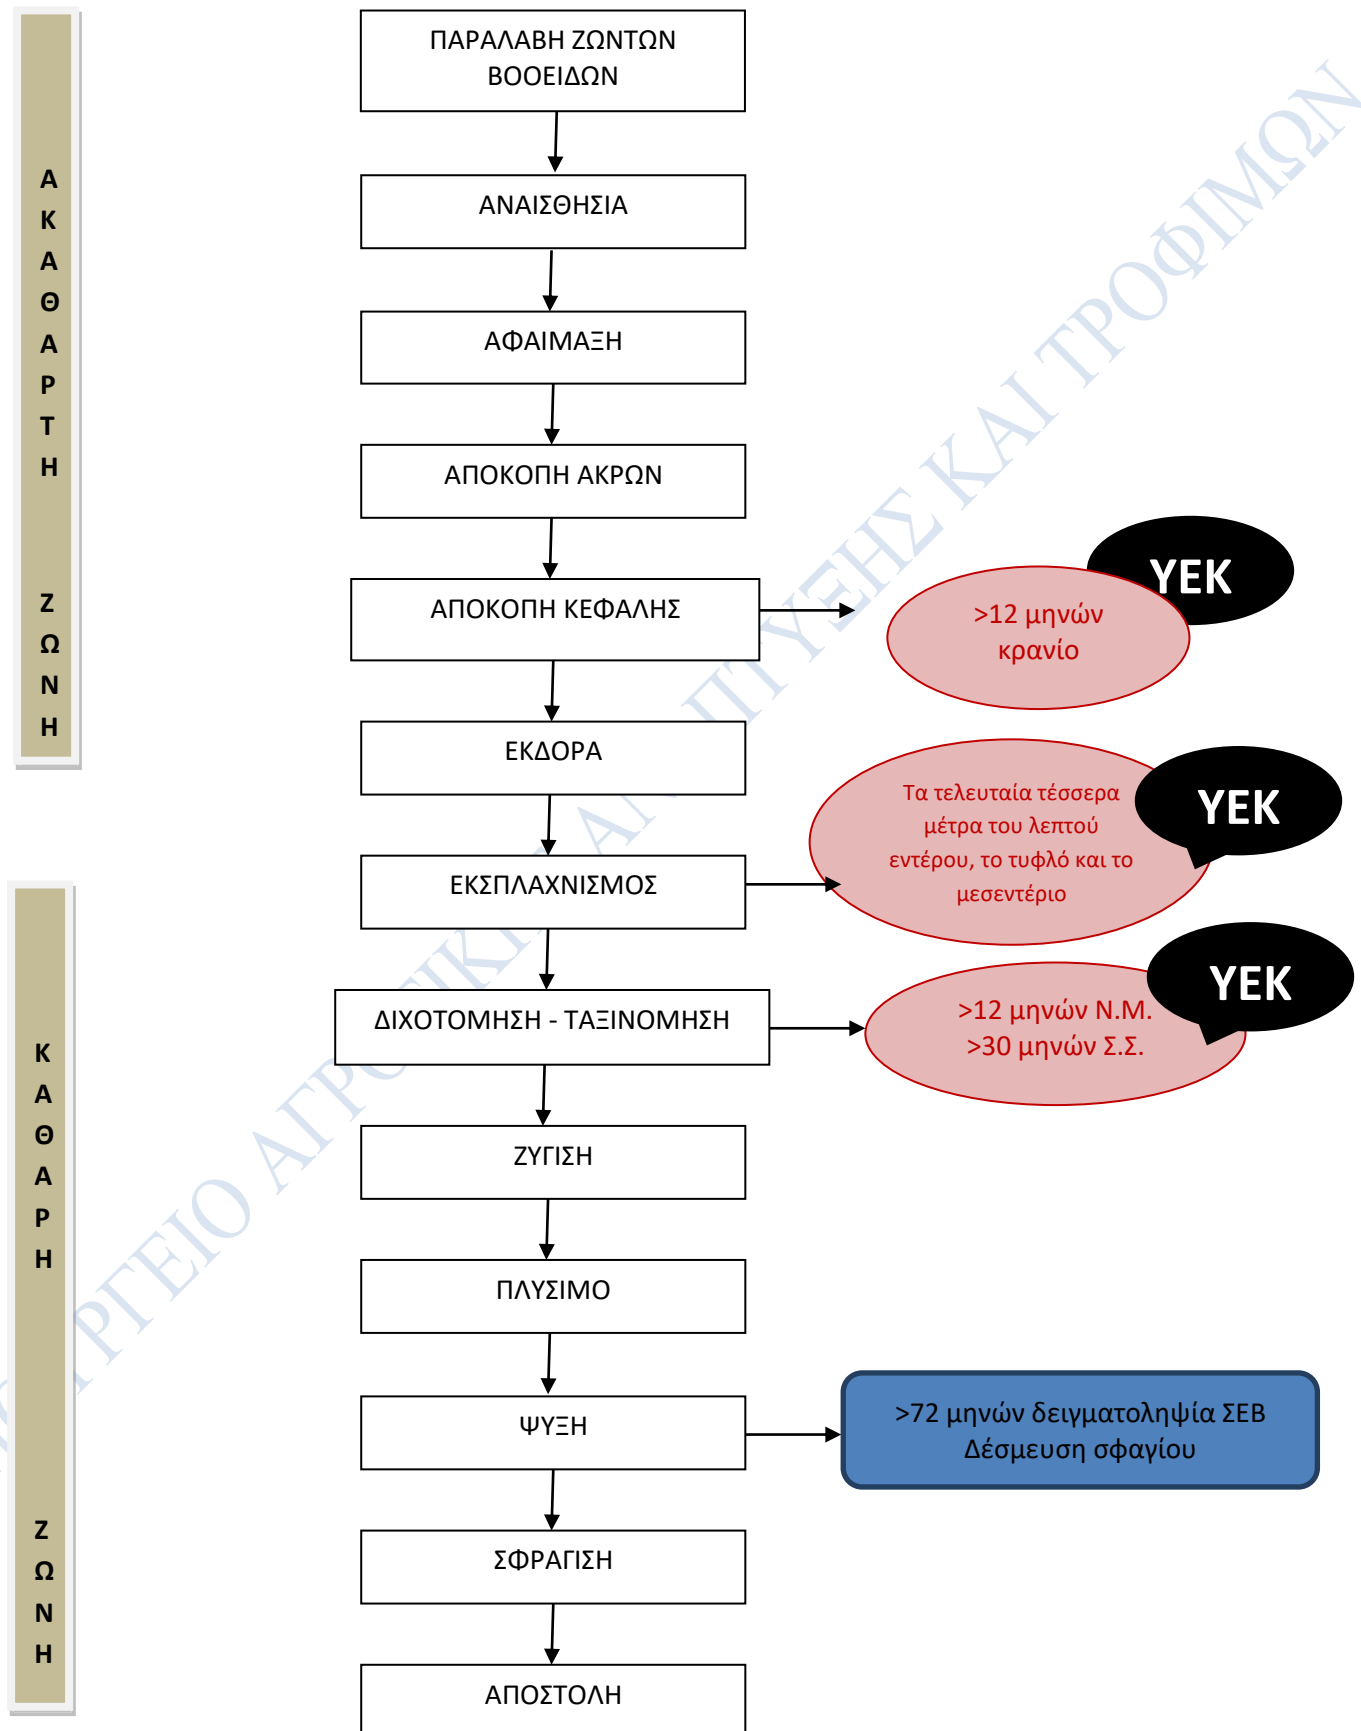 ΠΑΡΑΛΑΒΗ ΖΩΝΤΩΝ
ΒΟΟΕΙΔΩΝ
ΑΝΑΙΣΘΗΣΙΑ
ΑΦΑΙΜΑΞΗ
ΑΠΟΚΟΠΗ ΑΚΡΩΝ
ΑΠΟΚΟΠΗ ΚΕΦΑΛΗΣ
ΥΕΚ
>12 μηνών
κρανίο
ΕΚΔΟΡΑ
ΕΚΣΠΛΑΧΝΙΣΜΟΣ
ΥΕΚ
Τα τελευταία τέσσερα
μέτρα του λεπτού
εντέρου, το τυφλό και το
μεσεντέριο
ΔΙΧΟΤΟΜΗΣΗ - ΤΑΞΙΝΟΜΗΣΗ
ΥΕΚ
>12 μηνών Ν.Μ.
>30 μηνών Σ.Σ.
ΖΥΓΙΣΗ
ΠΛΥΣΙΜΟ
ΨΥΞΗ
>72 μηνών δειγματοληψία ΣΕΒ
Δέσμευση σφαγίου
ΣΦΡΑΓΙΣΗ
ΑΠΟΣΤΟΛΗ
ΑΚΑΘΑΡΤΗ ΖΩΝΗ
ΚΑΘΑΡΗ ΖΩΝΗ
ΚΑΙ ΤΡΟΦΙΜΩΝ